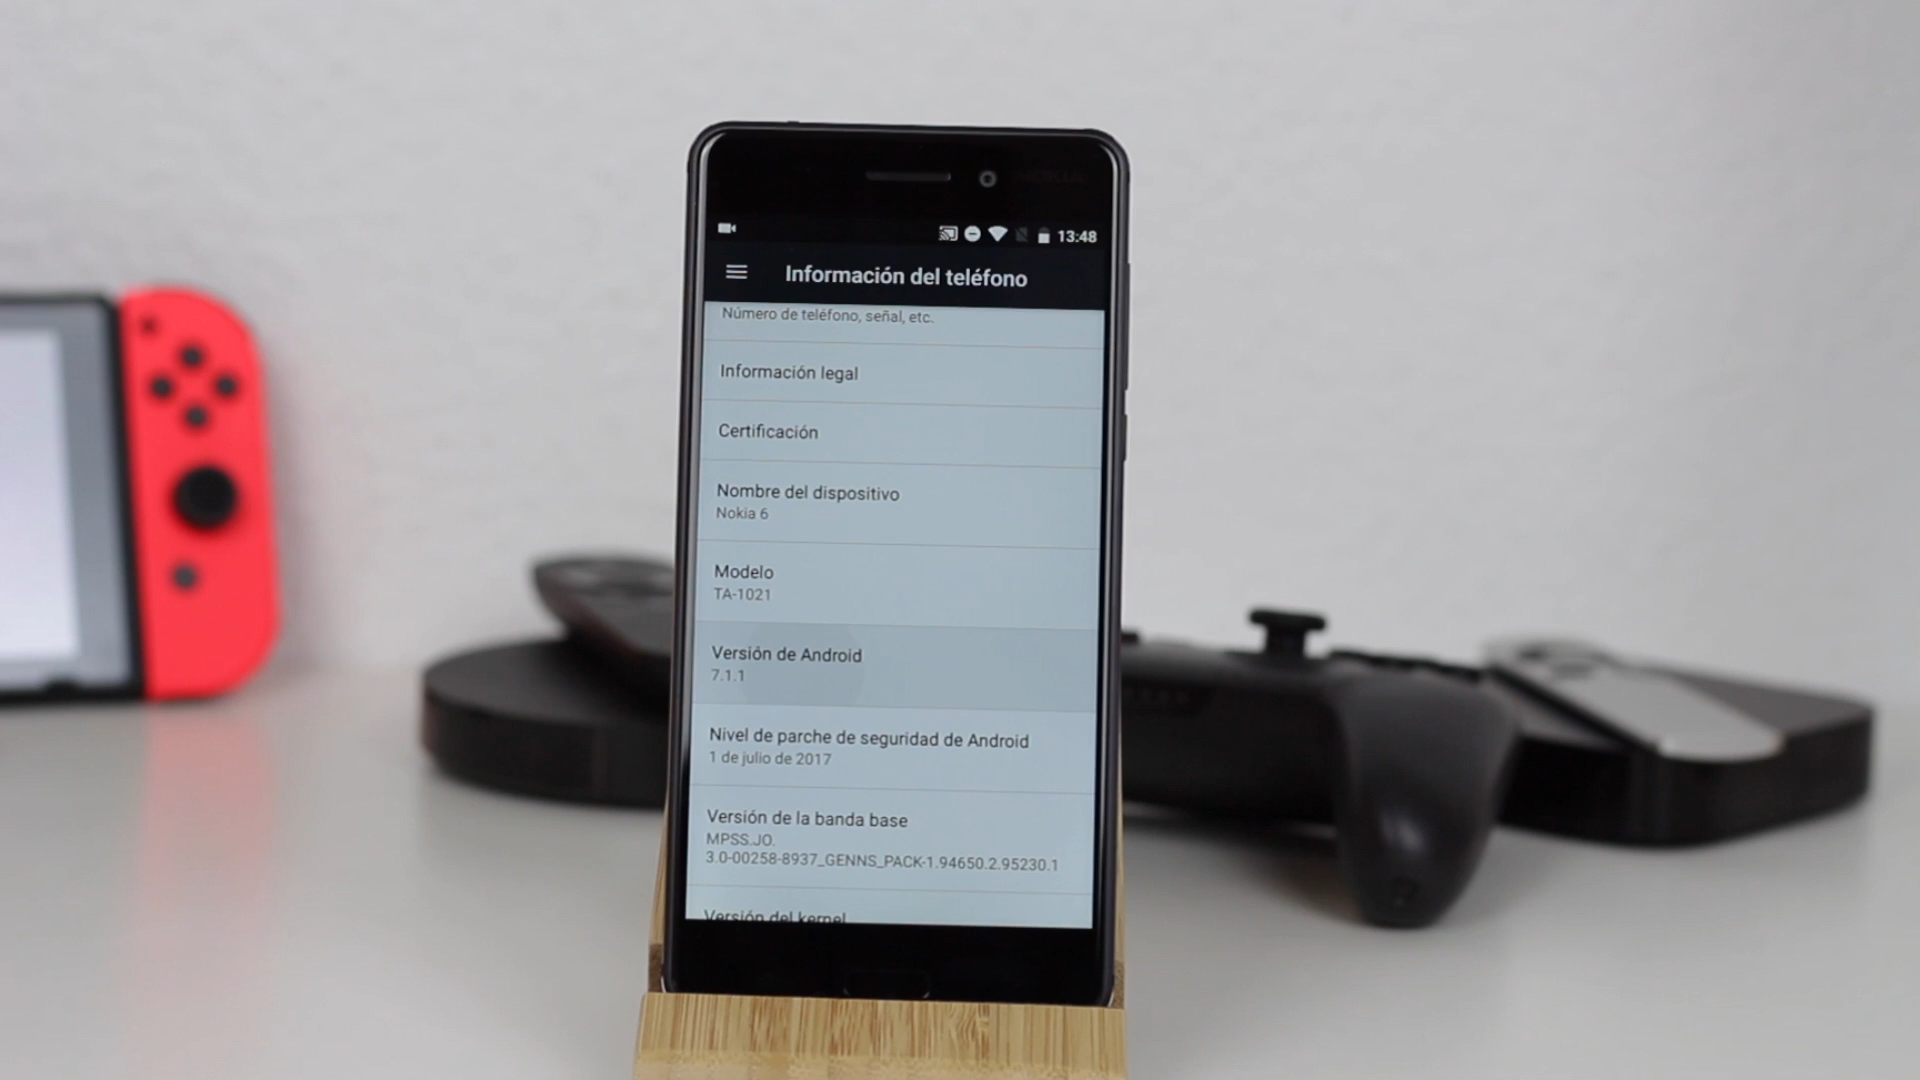 13:48
Información del teléfono
Número de teléfono, señal, etc.
Información legal
Certificación
Nombre del dispositivo
Nokia 6
Modelo
TA-1021
Versión de Android
7.1.1
Nivel de parche de seguridad de Android
1 de julio de 2017
Versión de la banda base
MPSS.JO.
3.0-00258-8937_GENNS_PACK-1.94650.2.95230.1
Versión del kernel